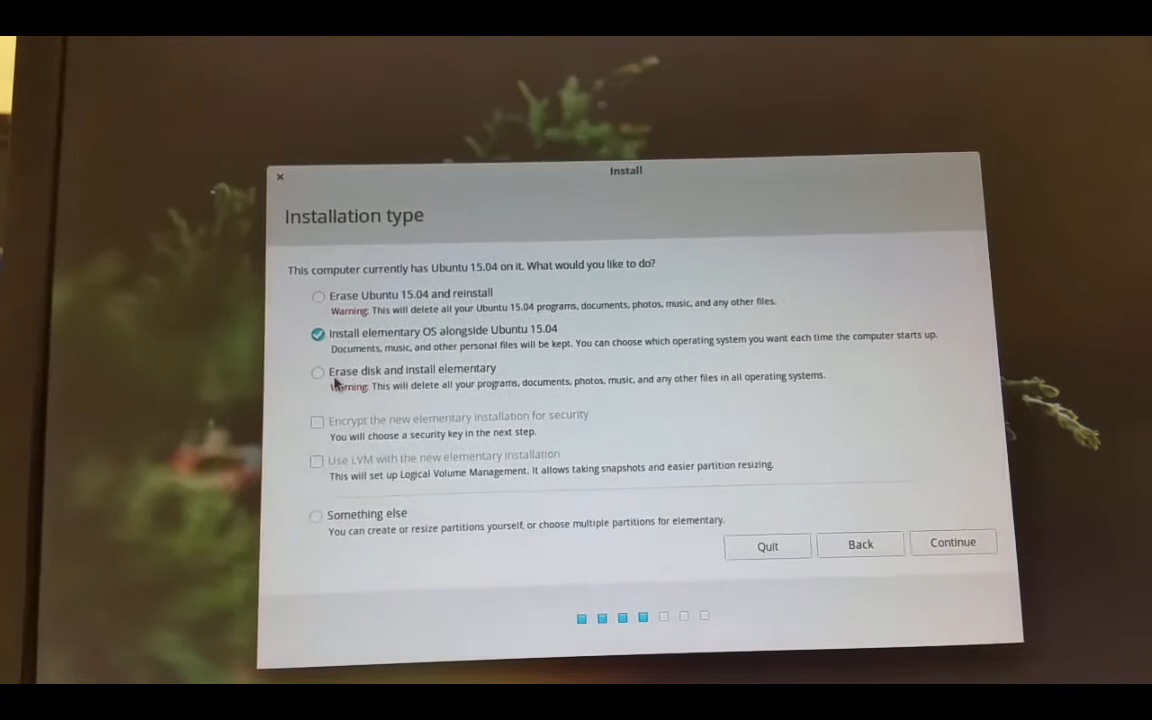 Install
Installation type
This computer currently has Ubuntu 15.04 on it. What would you like to do?
Erase Ubuntu 15.04 and reinstall
Warning: This will delete all your Ubuntu 15.04 programs, documents, photos, music, and any other files.
Install elementary OS alongside Ubuntu 15.04
Documents, music, and other personal files will be kept. You can choose which operating system you want each time the computer starts up.
Erase disk and install elementary
Warning: This will delete all your programs, documents, photos, music, and any other files in all operating systems.
Encrypt the new elementary installation for security
You will choose a security key in the next step.
Use LVM with the new elementary installation
This will set up Logical Volume Management. It allows taking snapshots and easier partition resizing.
Something else
You can create or resize partitions yourself, or choose multiple partitions for elementary.
Quit
Back
Continue